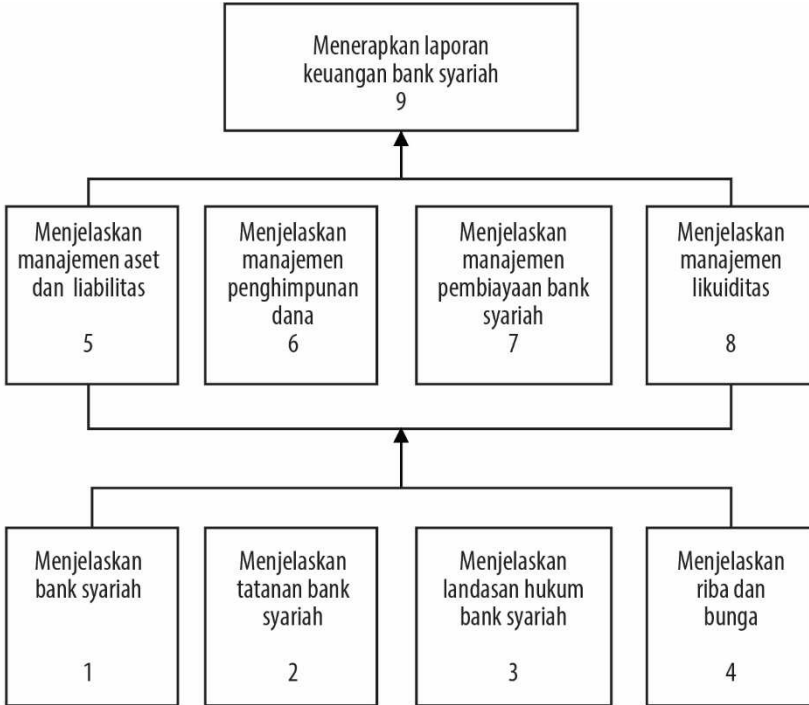 Menerapkan laporan
keuangan bank syariah
9
Menjelaskan
manajemen aset
dan liabilitas
5
Menjelaskan
manajemen
penghimpunan
dana
6
Menjelaskan
manajemen
pembiayaan bank
syariah
7
Menjelaskan
manajemen
likuiditas
8
Menjelaskan
bank syariah
1
Menjelaskan
tatanan bank
syariah
2
Menjelaskan
landasan hukum
bank syariah
3
Menjelaskan
riba dan
bunga
4